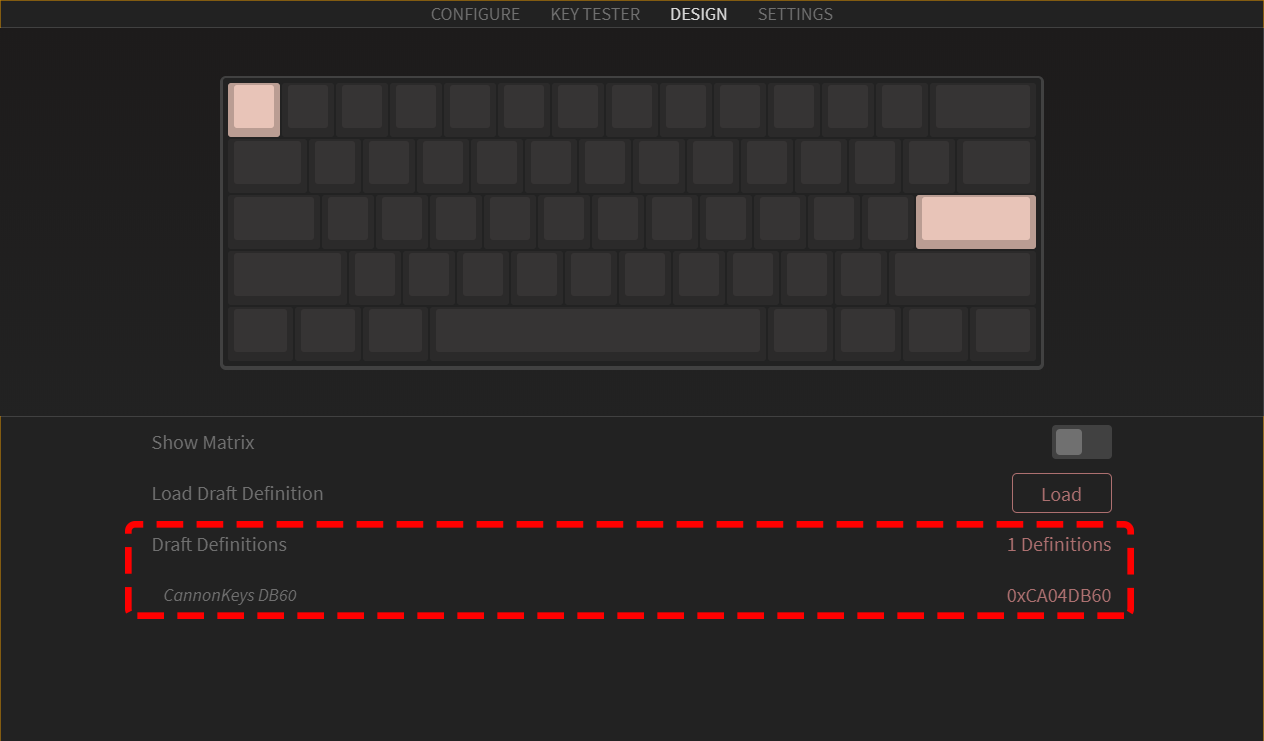 CONFIGURE KEY TESTER DESIGN SETTINGS
Show Matrix
Load Draft Definition Load
Draft Definitions 1 Definitions
CannonKeys DB60 0xCA04DB60